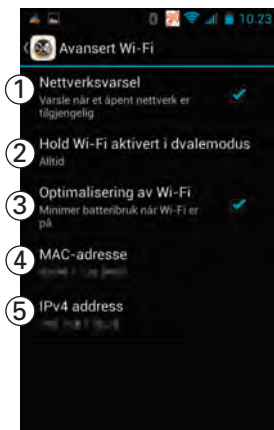 10.23
Avansert Wi-Fi
1 Nettverksvarsel
Varsle når et åpent nettverk er
tilgjengelig
2 Hold Wi-Fi aktivert i dvalemodus
Alltid
3 Optimalisering av Wi-Fi
Minimer batteribruk når Wi-Fi er
på
4 MAC-adresse
5 IPv4 address